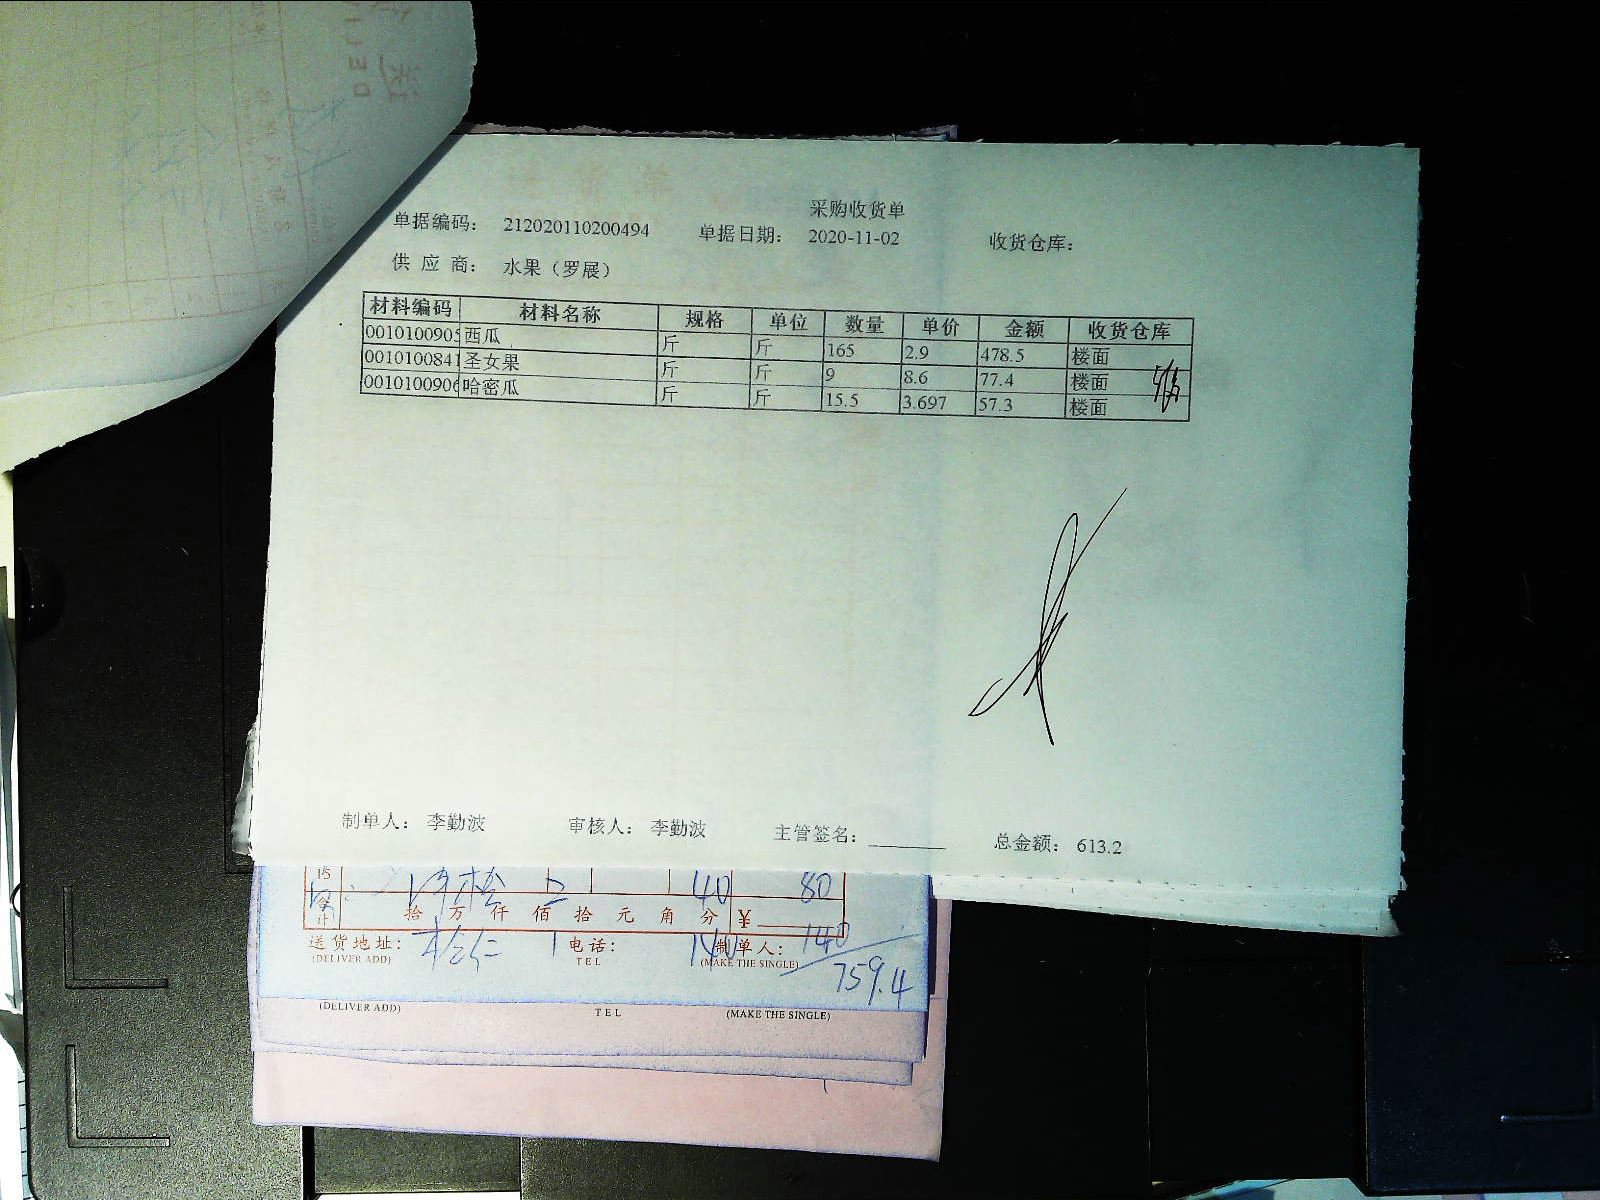 采购收货单
单据编码： 212020110200494 单据日期： 2020-11-02 收货仓库：
供 应 商： 水果（罗展）
材料编码 材料名称 规格 单位 数量 单价 金额 收货仓库
0010100905 西瓜 斤 斤 165 2.9 478.5 楼面
0010100841 圣女果 斤 斤 9 8.6 77.4 楼面
0010100906 哈密瓜 斤 斤 15.5 3.697 57.3 楼面
制单人： 李勤波 审核人： 李勤波 主管签名： 总金额： 613.2
15 40 80
合计 拾 万 仟 佰 拾 元 角 分 ￥
送货地址： 电话： 制单人： 140
(DELIVER ADD) TEL (MAKE THE SINGLE)
759.4
(DELIVER ADD) TEL (MAKE THE SINGLE)